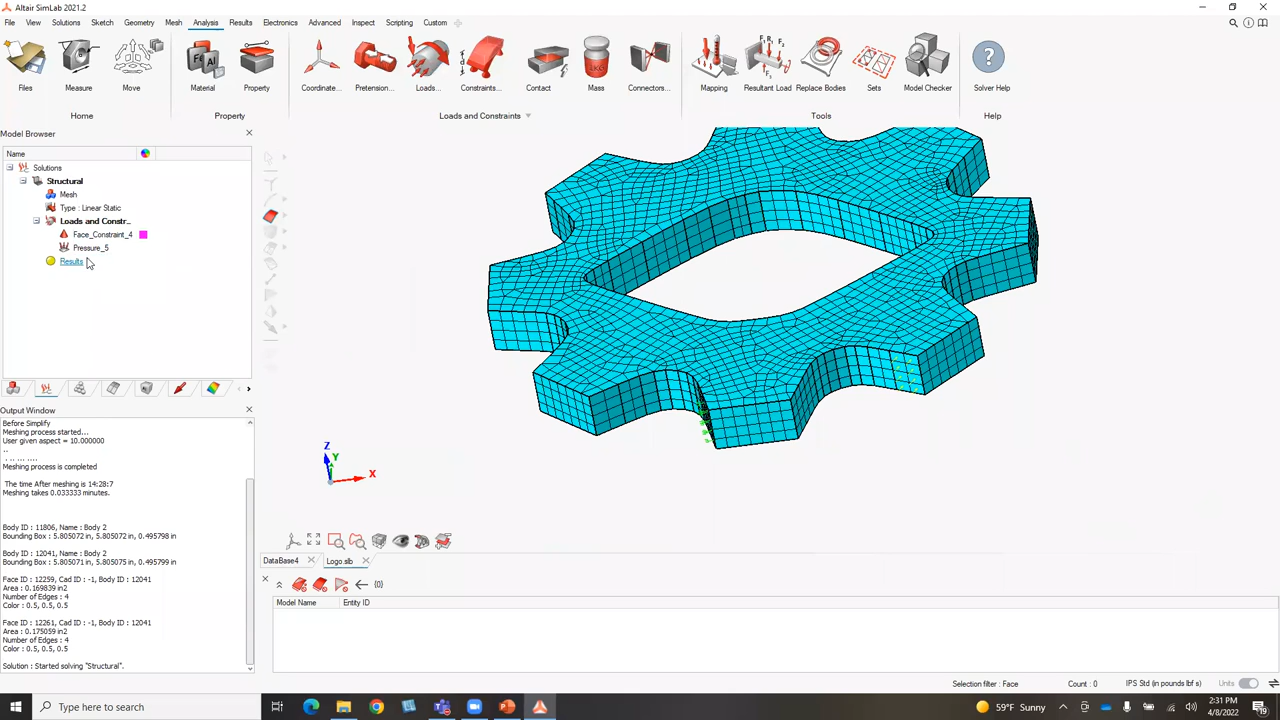 Altair SimLab 2021.2
File View Solutions Sketch Geometry Mesh Analysis Results Electronics Advanced Inspect Scripting Custom
Files Measure Move Material Property Coordinate... Pretension... Loads... Constraints... Contact Mass Connectors... Mapping Resultant Load Replace Bodies Sets Model Checker Solver Help
Home Property Loads and Constraints Tools Help
Model Browser
Name
Solutions
Structural
Mesh
Type : Linear Static
Loads and Constr...
Face_Constraint_4
Pressure_5
Results
Output Window
Before Simplify
Meshing process started...
User given aspect = 10.000000
..
.. ... ....
Meshing process is completed
The time After meshing is 14:28:7
Meshing takes 0.033333 minutes.
Body ID : 11806, Name : Body 2
Bounding Box : 5.805072 in, 5.805072 in, 0.495798 in
Body ID : 12041, Name : Body 2
Bounding Box : 5.805071 in, 5.805075 in, 0.495799 in
Face ID : 12259, Cad ID : -1, Body ID : 12041
Area : 0.169839 in2
Number of Edges : 4
Color : 0.5, 0.5, 0.5
Face ID : 12261, Cad ID : -1, Body ID : 12041
Area : 0.175059 in2
Number of Edges : 4
Color : 0.5, 0.5, 0.5
Solution : Started solving "Structural".
Z
Y
X
DataBase4 Logo.slb
{0}
Model Name Entity ID
Selection filter : Face Count : 0 IPS Std (in pounds lbf s) Units
Type here to search
59°F Sunny
2:31 PM
4/8/2022